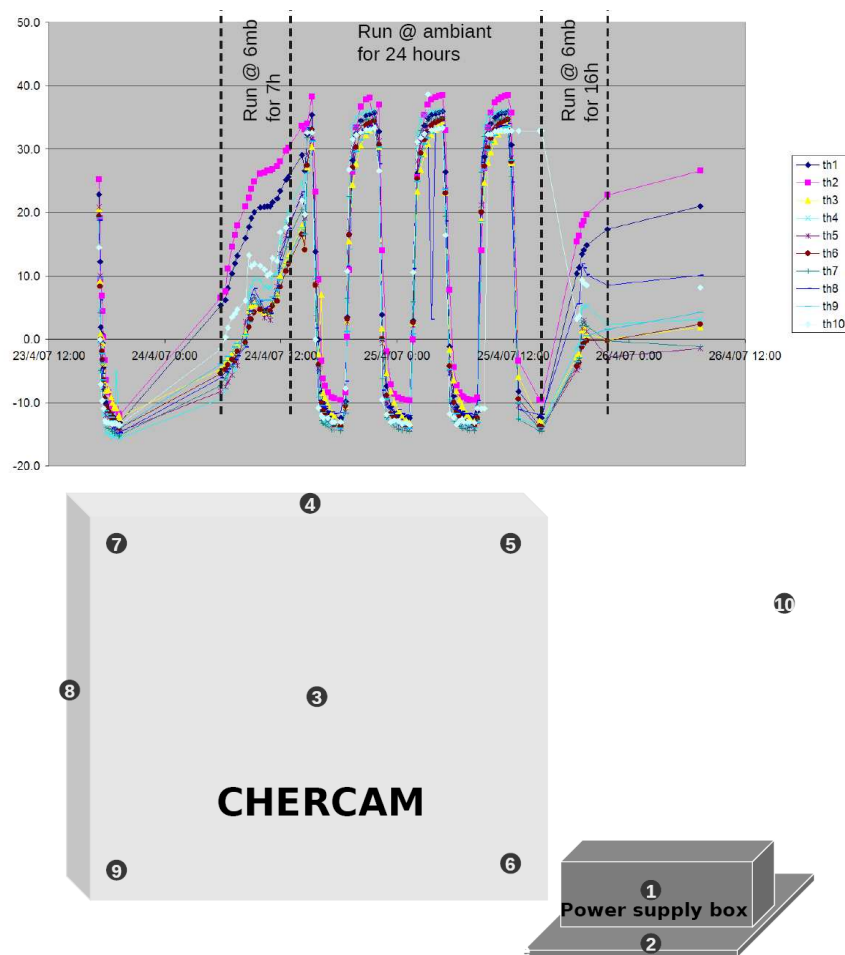 50.0
40.0
30.0
20.0
10.0
0.0
-10.0
-20.0
Run @ 6mb
for 7h
Run @ ambiant
for 24 hours
Run @ 6mb
for 16h
23/4/07 12:00
24/4/07 0:00
24/4/07 12:00
25/4/07 0:00
25/4/07 12:00
26/4/07 0:00
26/4/07 12:00
th1
th2
th3
th4
th5
th6
th7
th8
th9
th10
4
7
5
10
8
3
CHERCAM
9
6
1
Power supply box
2